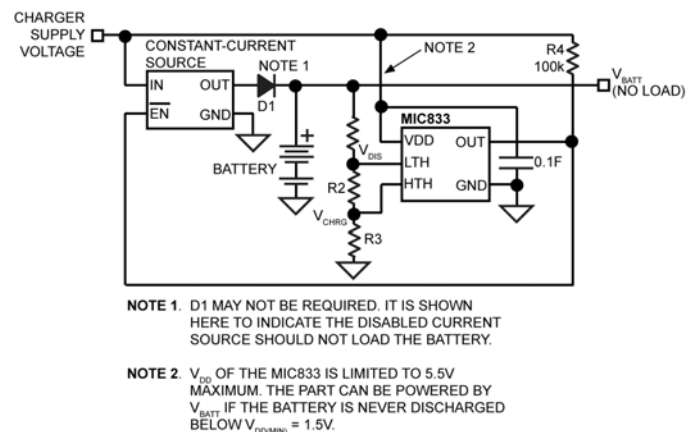 CHARGER
SUPPLY
VOLTAGE
CONSTANT-CURRENT
SOURCE
NOTE 1
NOTE 2
R4
100k
V_BATT
(NO LOAD)
IN
OUT
EN
GND
D1
MIC833
VDD
OUT
LTH
HTH
GND
0.1F
+
BATTERY
V_DIS
R2
V_CHRG
R3
NOTE 1. D1 MAY NOT BE REQUIRED. IT IS SHOWN
HERE TO INDICATE THE DISABLED CURRENT
SOURCE SHOULD NOT LOAD THE BATTERY.
NOTE 2. V_DD OF THE MIC833 IS LIMITED TO 5.5V
MAXIMUM. THE PART CAN BE POWERED BY
V_BATT IF THE BATTERY IS NEVER DISCHARGED
BELOW V_DD(MIN) = 1.5V.